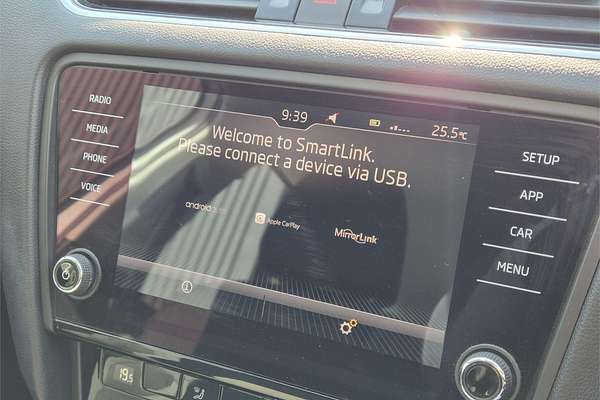 9:39
25.5°C
RADIO
MEDIA
PHONE
VOICE
Welcome to SmartLink.
Please connect a device via USB.
android
Apple CarPlay
MirrorLink
SETUP
APP
CAR
MENU
19.5